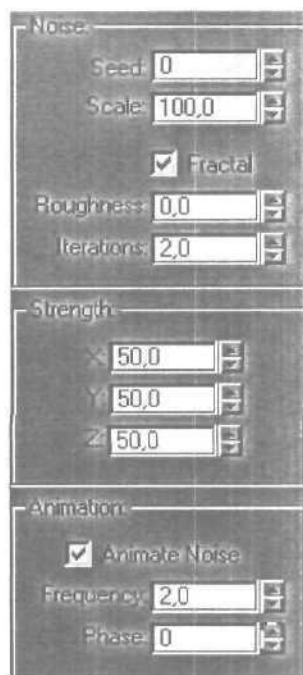 Noise:
Seed: 0
Scale: 100,0
Fractal
Roughness: 0,0
Iterations: 2,0
Strength:
X: 50,0
Y: 50,0
Z: 50,0
Animation:
Animate Noise
Frequency: 2,0
Phase: 0